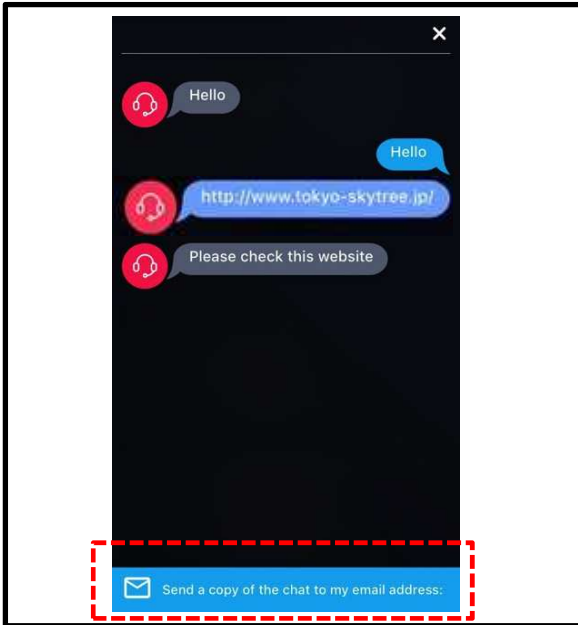 Hello
Hello
http://www.tokyo-skytree.jp/
Please check this website
Send a copy of the chat to my email address: